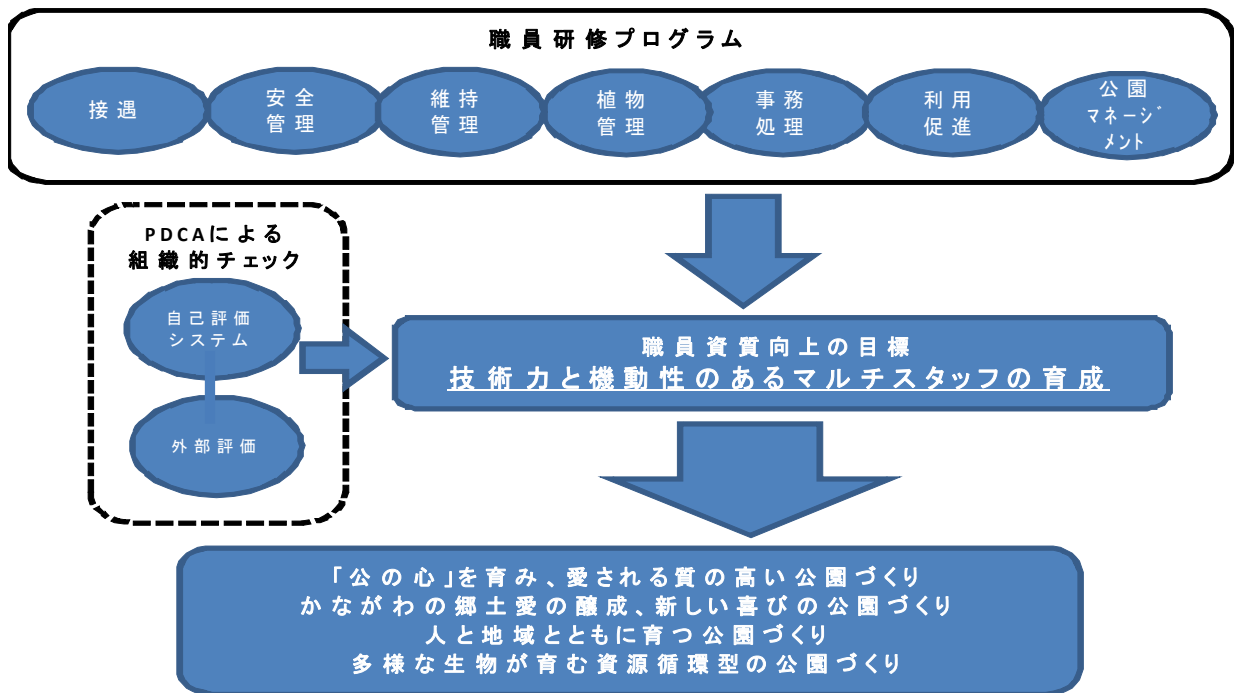 職員研修プログラム
接遇
安全
管理
維持
管理
植物
管理
事務
処理
利用
促進
公園
マネージ
メント
PDCAによる
組織的チェック
自己評価
システム
外部評価
職員資質向上の目標
技術力と機動性のあるマルチスタッフの育成
「公の心」を育み、愛される質の高い公園づくり
かながわの郷土愛の醸成、新しい喜びの公園づくり
人と地域とともに育つ公園づくり
多様な生物が育む資源循環型の公園づくり